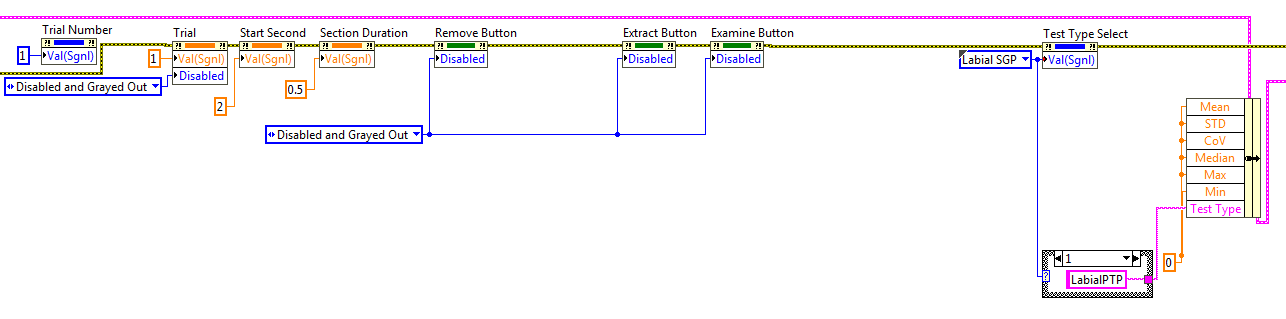 Trial Number
?! ?!
Val(Sgnl)
1
Trial
?! ?!
Val(Sgnl)
Disabled
1
Disabled and Grayed Out
Start Second
?! ?!
Val(Sgnl)
2
Section Duration
?! ?!
Val(Sgnl)
0.5
Remove Button
?! ?!
Disabled
Extract Button
?! ?!
Disabled
Examine Button
?! ?!
Disabled
Disabled and Grayed Out
Test Type Select
?! ?!
Val(Sgnl)
Labial SGP
Mean
STD
CoV
Median
Max
Min
Test Type
0
1
?
LabialPTP